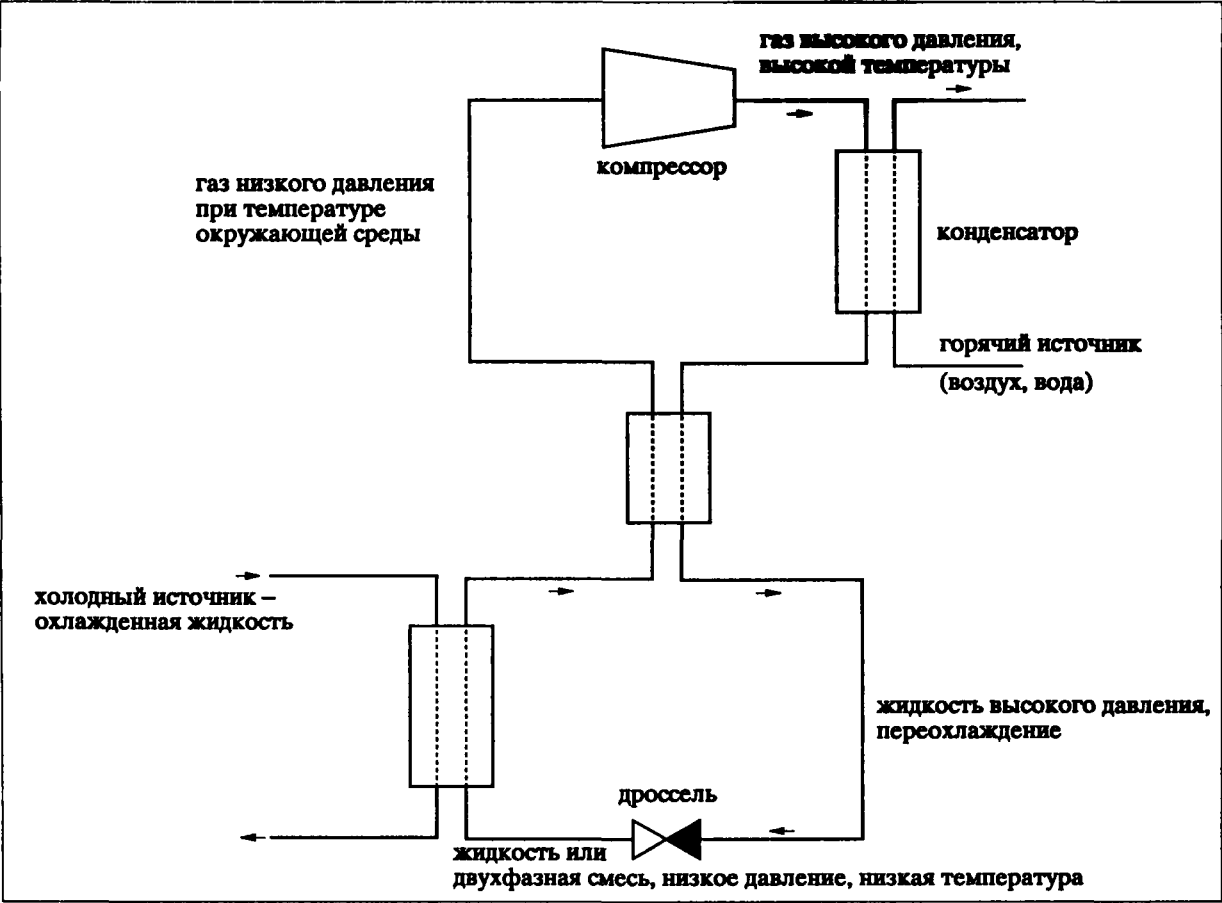 газ высокого давления,
высокой температуры
компрессор
газ низкого давления
при температуре
окружающей среды
конденсатор
горячий источник
(воздух, вода)
холодный источник –
охлажденная жидкость
жидкость высокого давления,
переохлаждение
дроссель
жидкость или
двухфазная смесь, низкое давление, низкая температура